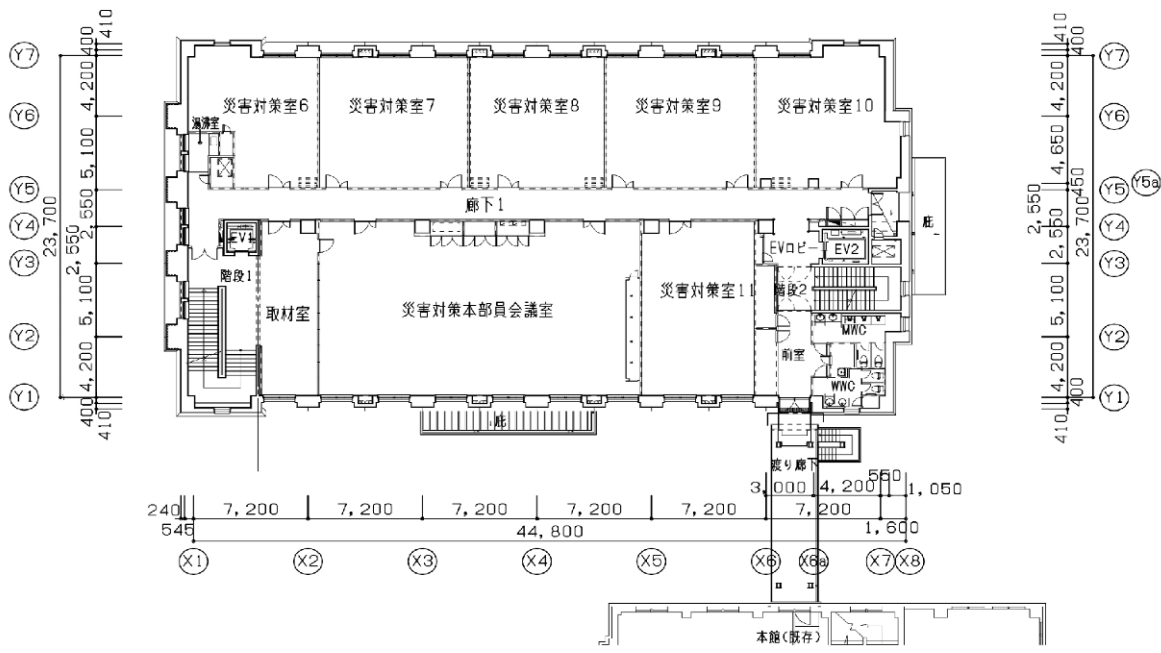 410
400
4,200
5,100
2,550
2,550
5,100
4,200
400
410
23,700
Y7
Y6
Y5
Y4
Y3
Y2
Y1
災害対策室6
災害対策室7
災害対策室8
災害対策室9
災害対策室10
湯沸室
廊下1
EV1
階段1
取材室
災害対策本部員会議室
災害対策室11
EVロビー
EV2
階段2
前室
MWC
WWC
庇
庇
渡り廊下
410
400
4,200
4,650
450
2,550
2,550
5,100
4,200
400
410
23,700
Y7
Y6
Y5
Y5a
Y4
Y3
Y2
Y1
550
3,000
4,200
1,050
240
7,200
7,200
7,200
7,200
7,200
7,200
545
44,800
1,600
X1
X2
X3
X4
X5
X6
X6a
X7
X8
本館(既存)